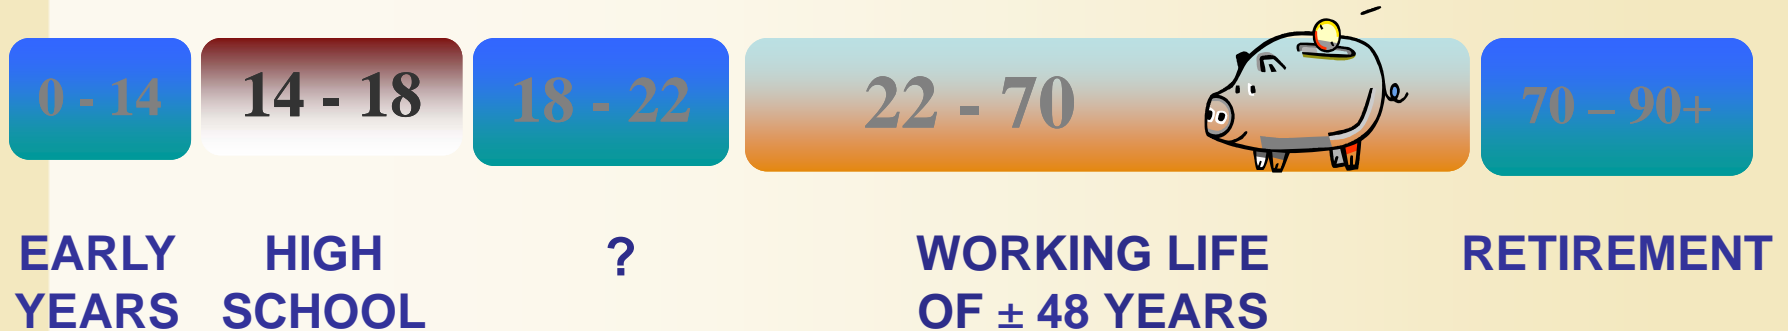 0 - 14
14 - 18
18 - 22
22 - 70
70 – 90+
EARLY
YEARS
HIGH
SCHOOL
?
WORKING LIFE
OF ± 48 YEARS
RETIREMENT